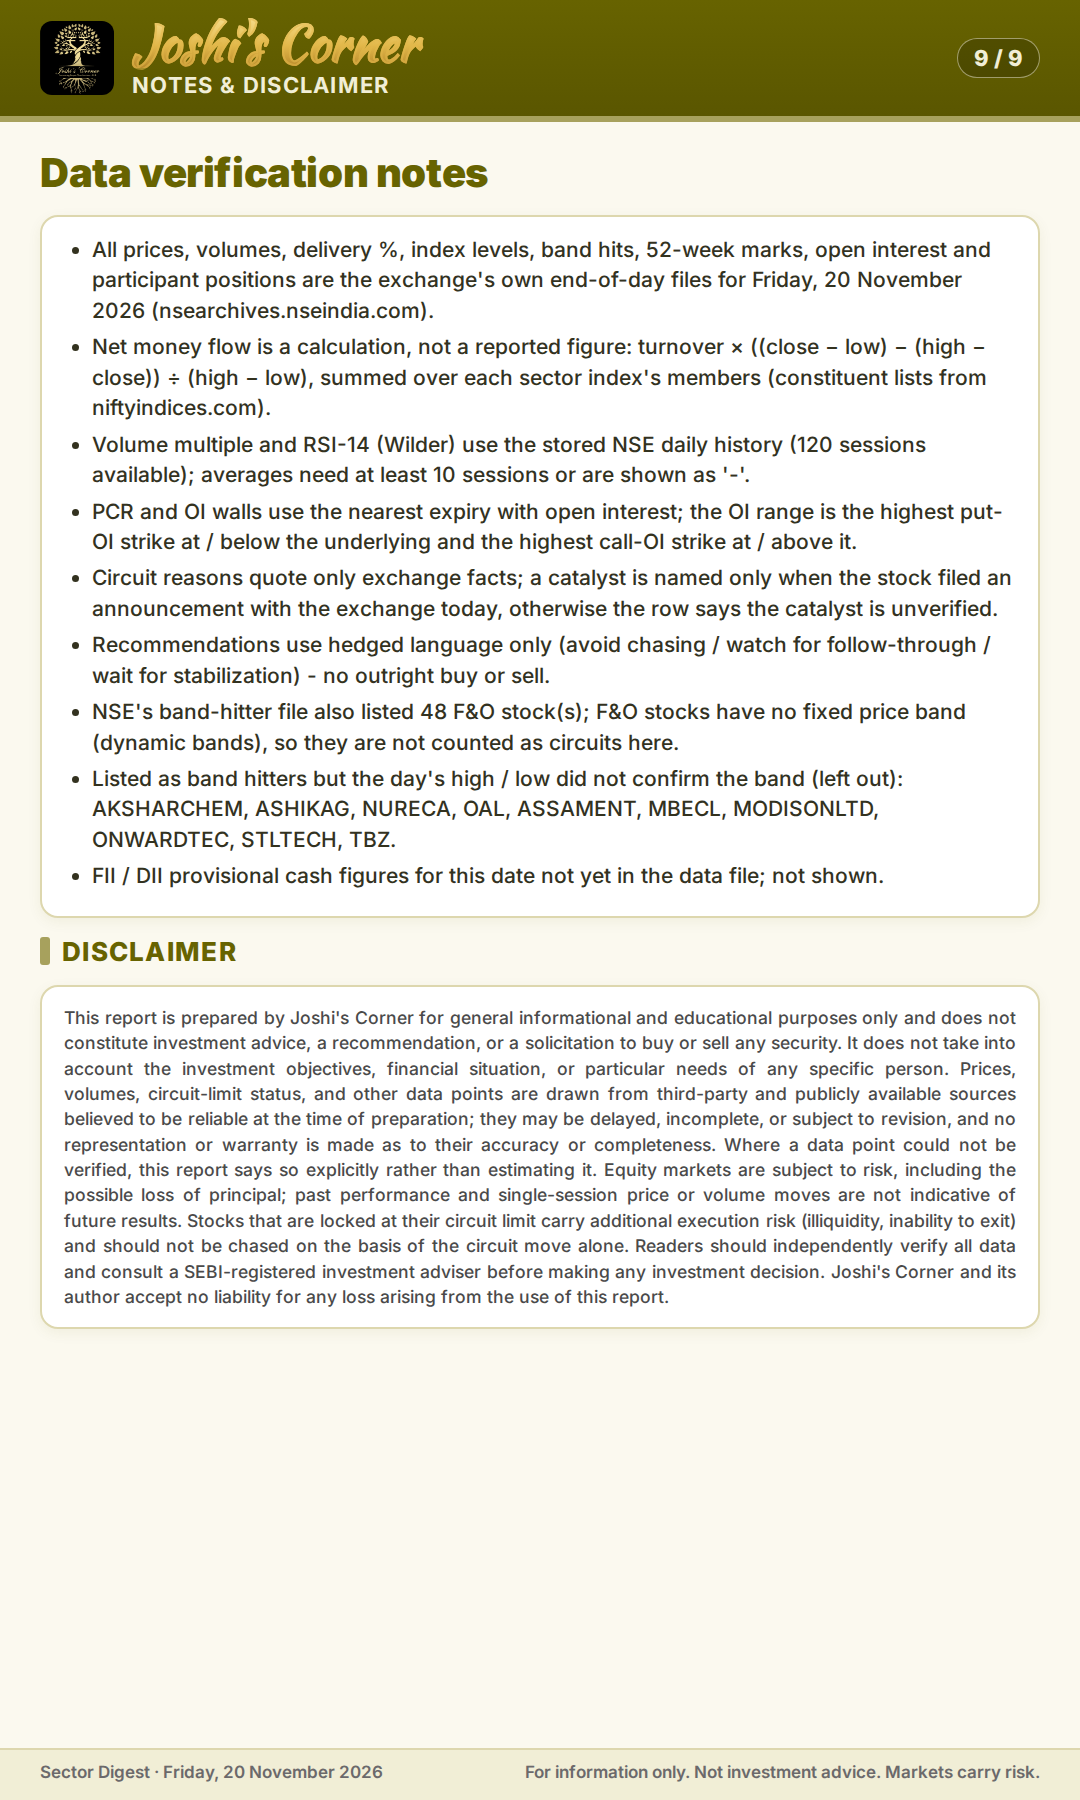 Joshi's Corner
Joshi's Corner
NOTES & DISCLAIMER
9 / 9
Data verification notes
• All prices, volumes, delivery %, index levels, band hits, 52-week marks, open interest and
participant positions are the exchange's own end-of-day files for Friday, 20 November
2026 (nsearchives.nseindia.com).
• Net money flow is a calculation, not a reported figure: turnover × ((close − low) − (high −
close)) ÷ (high − low), summed over each sector index's members (constituent lists from
niftyindices.com).
• Volume multiple and RSI-14 (Wilder) use the stored NSE daily history (120 sessions
available); averages need at least 10 sessions or are shown as '-'.
• PCR and OI walls use the nearest expiry with open interest; the OI range is the highest put-
OI strike at / below the underlying and the highest call-OI strike at / above it.
• Circuit reasons quote only exchange facts; a catalyst is named only when the stock filed an
announcement with the exchange today, otherwise the row says the catalyst is unverified.
• Recommendations use hedged language only (avoid chasing / watch for follow-through /
wait for stabilization) - no outright buy or sell.
• NSE's band-hitter file also listed 48 F&O stock(s); F&O stocks have no fixed price band
(dynamic bands), so they are not counted as circuits here.
• Listed as band hitters but the day's high / low did not confirm the band (left out):
AKSHARCHEM, ASHIKAG, NURECA, OAL, ASSAMENT, MBECL, MODISONLTD,
ONWARDTEC, STLTECH, TBZ.
• FII / DII provisional cash figures for this date not yet in the data file; not shown.
DISCLAIMER
This report is prepared by Joshi's Corner for general informational and educational purposes only and does not
constitute investment advice, a recommendation, or a solicitation to buy or sell any security. It does not take into
account the investment objectives, financial situation, or particular needs of any specific person. Prices,
volumes, circuit-limit status, and other data points are drawn from third-party and publicly available sources
believed to be reliable at the time of preparation; they may be delayed, incomplete, or subject to revision, and no
representation or warranty is made as to their accuracy or completeness. Where a data point could not be
verified, this report says so explicitly rather than estimating it. Equity markets are subject to risk, including the
possible loss of principal; past performance and single-session price or volume moves are not indicative of
future results. Stocks that are locked at their circuit limit carry additional execution risk (illiquidity, inability to exit)
and should not be chased on the basis of the circuit move alone. Readers should independently verify all data
and consult a SEBI-registered investment adviser before making any investment decision. Joshi's Corner and its
author accept no liability for any loss arising from the use of this report.
Sector Digest · Friday, 20 November 2026
For information only. Not investment advice. Markets carry risk.